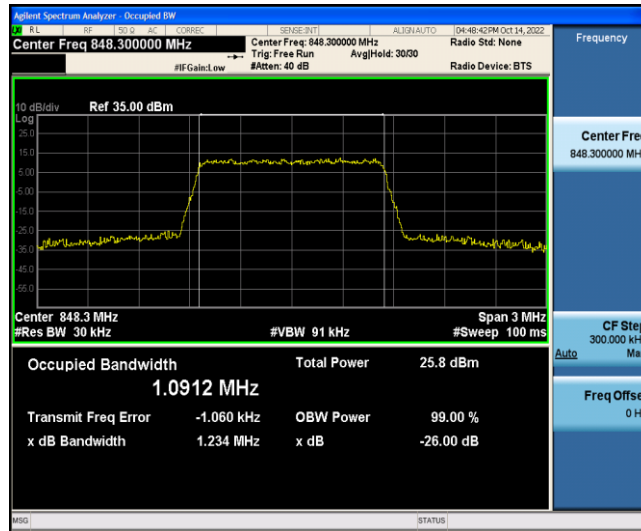 Agilent Spectrum Analyzer - Occupied BW
RL RF 50 Ω AC CORREC SENSE:INT ALIGNAUTO 04:48:42PM Oct 14, 2022
Center Freq 848.300000 MHz Center Freq: 848.300000 MHz Radio Std: None
Trig: Free Run Avg|Hold: 30/30
#IFGain:Low #Atten: 40 dB Radio Device: BTS
10 dB/div Ref 35.00 dBm
Log
25.0
15.0
5.00
-5.00
-15.0
-25.0
-35.0
-45.0
-55.0
Center 848.3 MHz Span 3 MHz
#Res BW 30 kHz #VBW 91 kHz #Sweep 100 ms
Occupied Bandwidth Total Power 25.8 dBm
1.0912 MHz
Transmit Freq Error -1.060 kHz OBW Power 99.00 %
x dB Bandwidth 1.234 MHz x dB -26.00 dB
MSG STATUS
Frequency
Center Fre
848.300000 MH
CF Step
300.000 kH
Auto Ma
Freq Offse
0 H